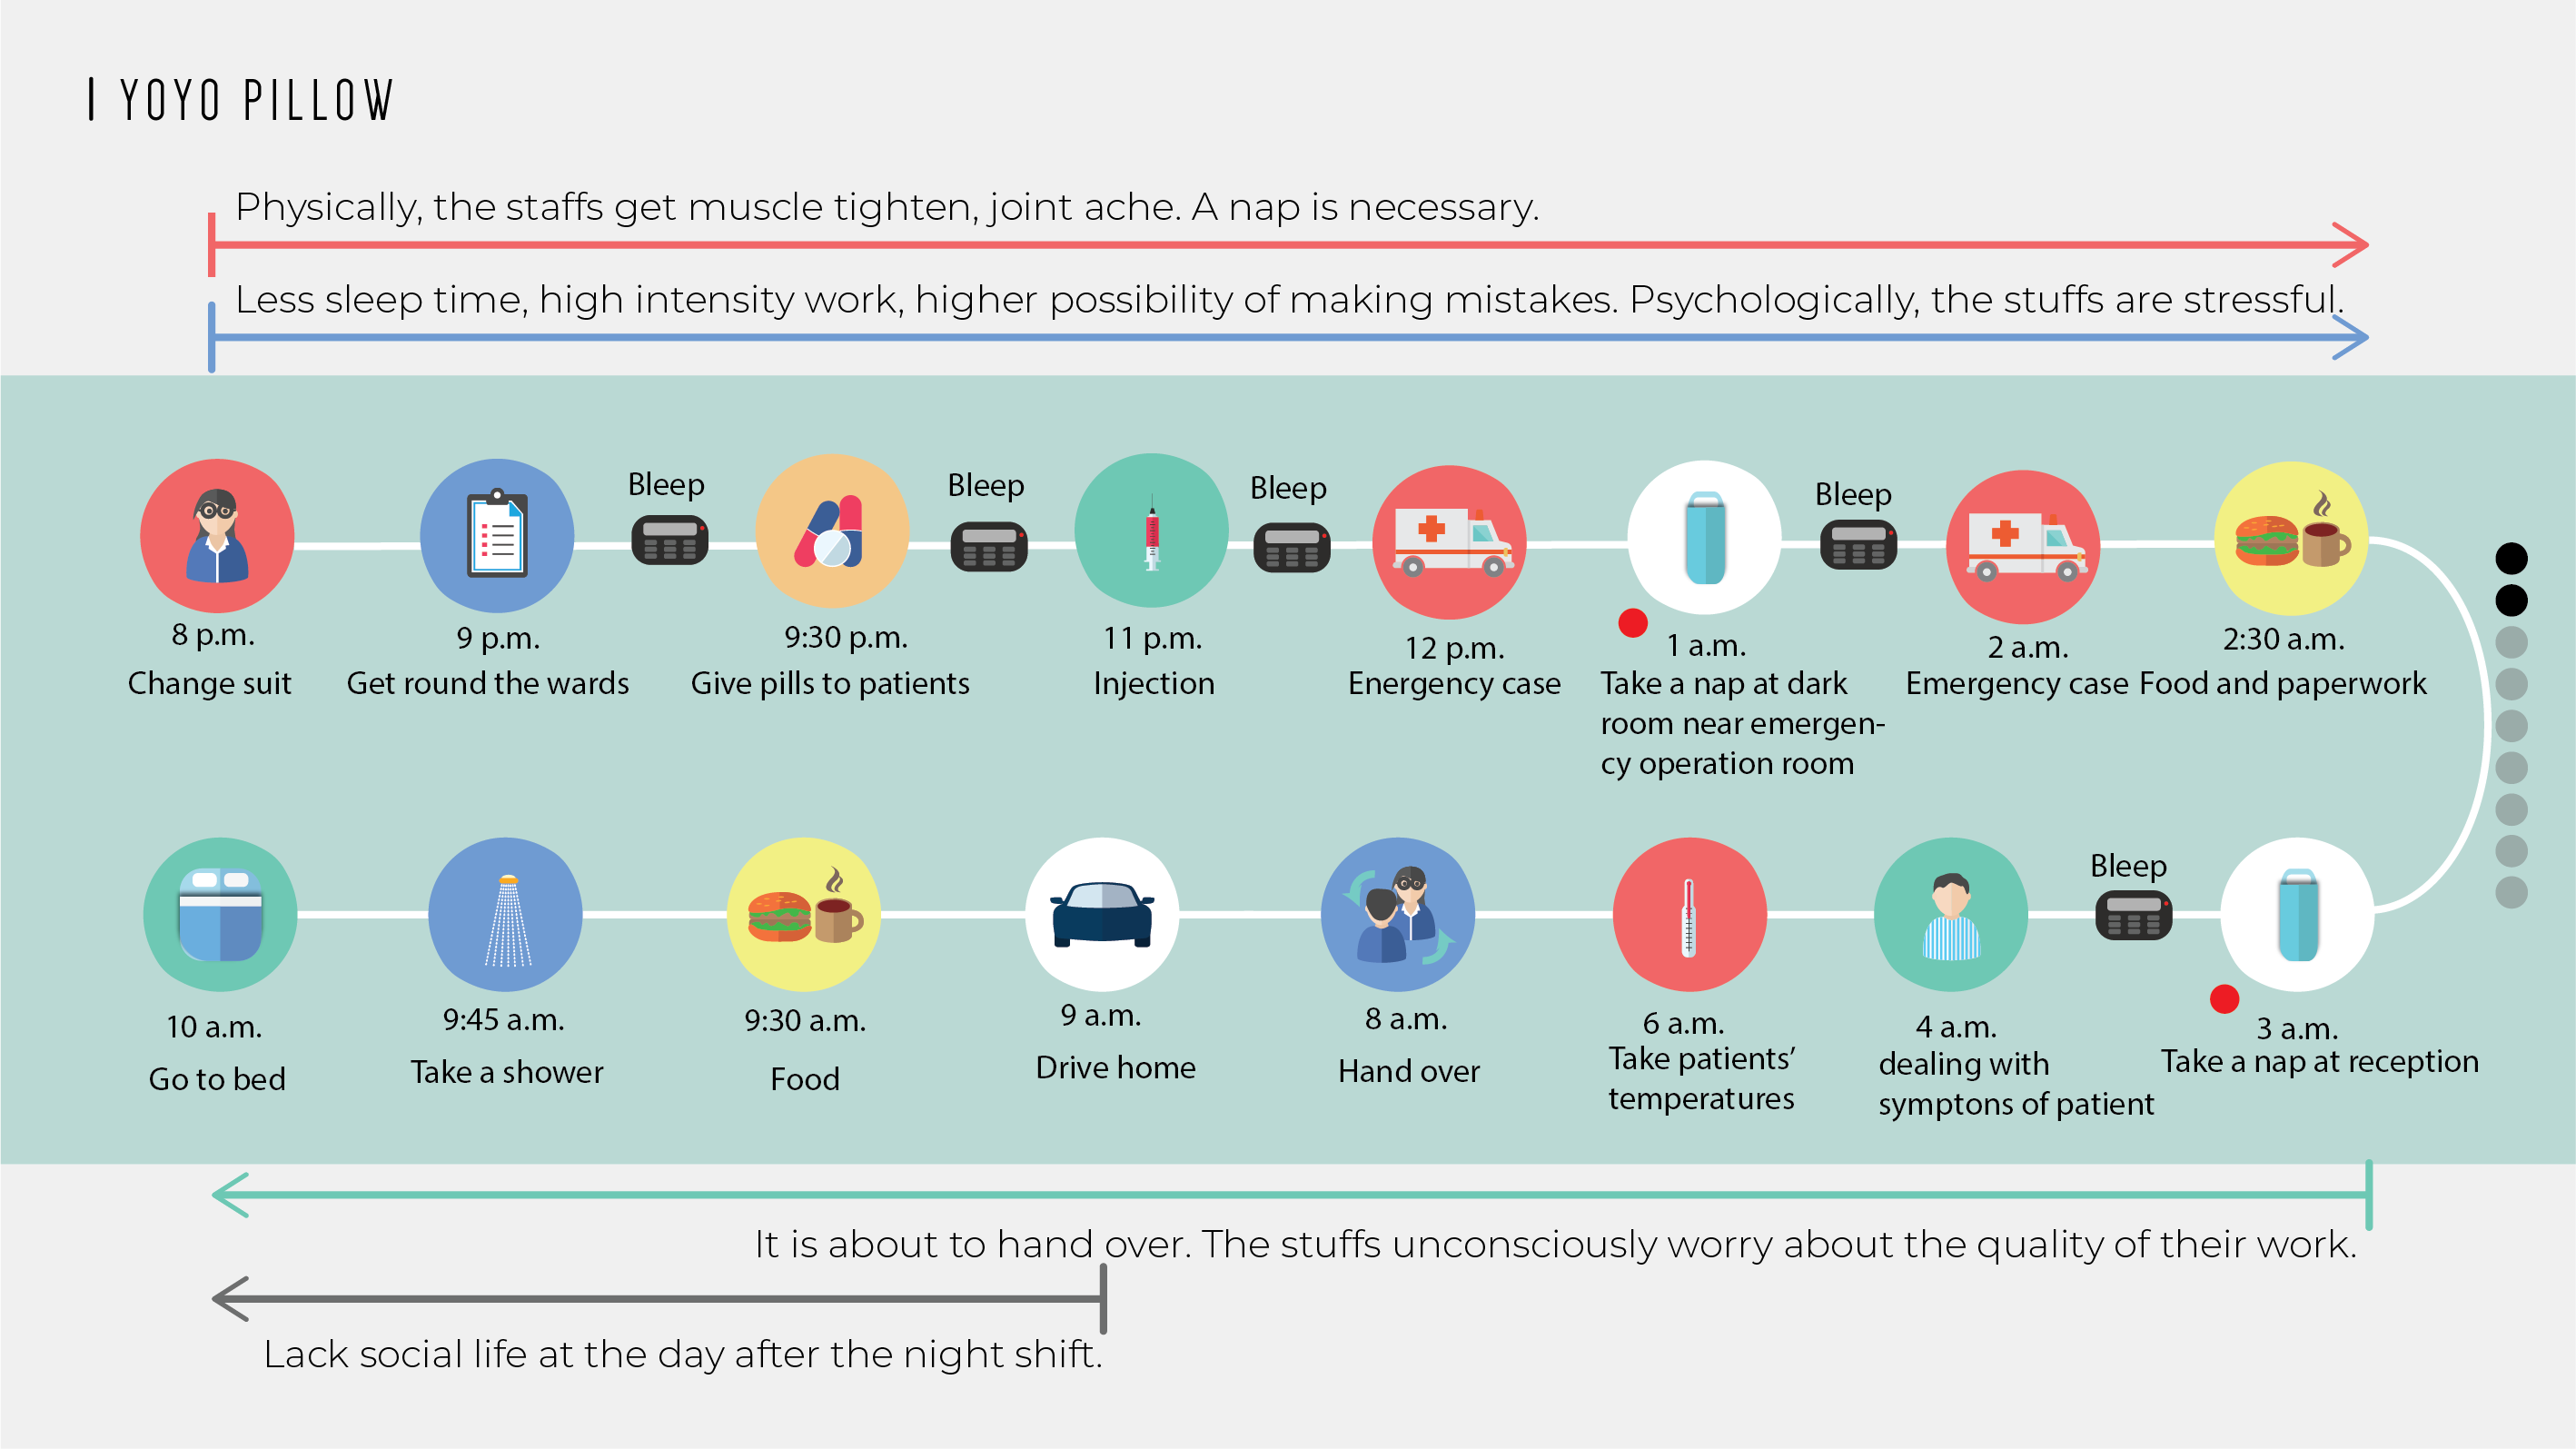 | YOYO PILLOW
Physically, the staffs get muscle tighten, joint ache. A nap is necessary.
Less sleep time, high intensity work, higher possibility of making mistakes. Psychologically, the stuffs are stressful.
Bleep
Bleep
Bleep
Bleep
8 p.m.
Change suit
9 p.m.
Get round the wards
9:30 p.m.
Give pills to patients
11 p.m.
Injection
12 p.m.
Energency case
1 a.m.
Take a nap at dark
room near emergen-
cy operation room
2 a.m.
Emergency case
2:30 a.m.
Food and paperwork
Bleep
10 a.m.
Go to bed
9:45 a.m.
Take a shower
9:30 a.m.
Food
9 a.m.
Drive home
8 a.m.
Hand over
6 a.m.
Take patients’
temperatures
4 a.m.
dealing with
symptons of patient
3 a.m.
Take a nap at reception
It is about to hand over. The stuffs unconsciously worry about the quality of their work.
Lack social life at the day after the night shift.